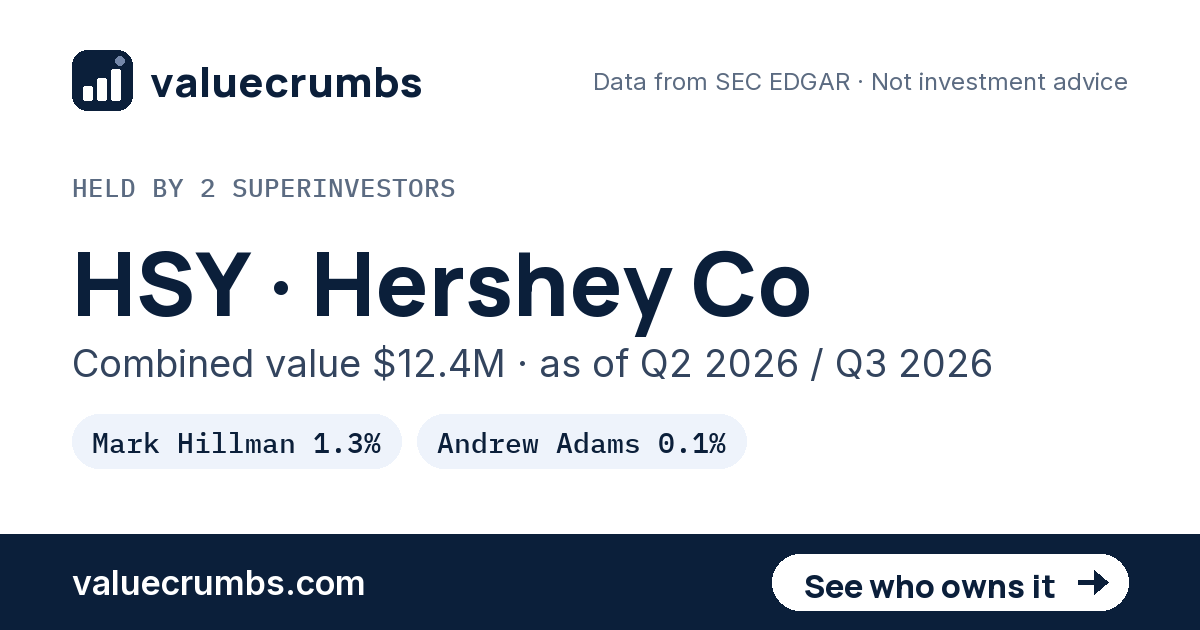 valuecrumbs
Data from SEC EDGAR · Not investment advice
HELD BY 2 SUPERINVESTORS
HSY · Hershey Co
Combined value $12.4M · as of Q2 2026 / Q3 2026
Mark Hillman 1.3%
Andrew Adams 0.1%
valuecrumbs.com
See who owns it →